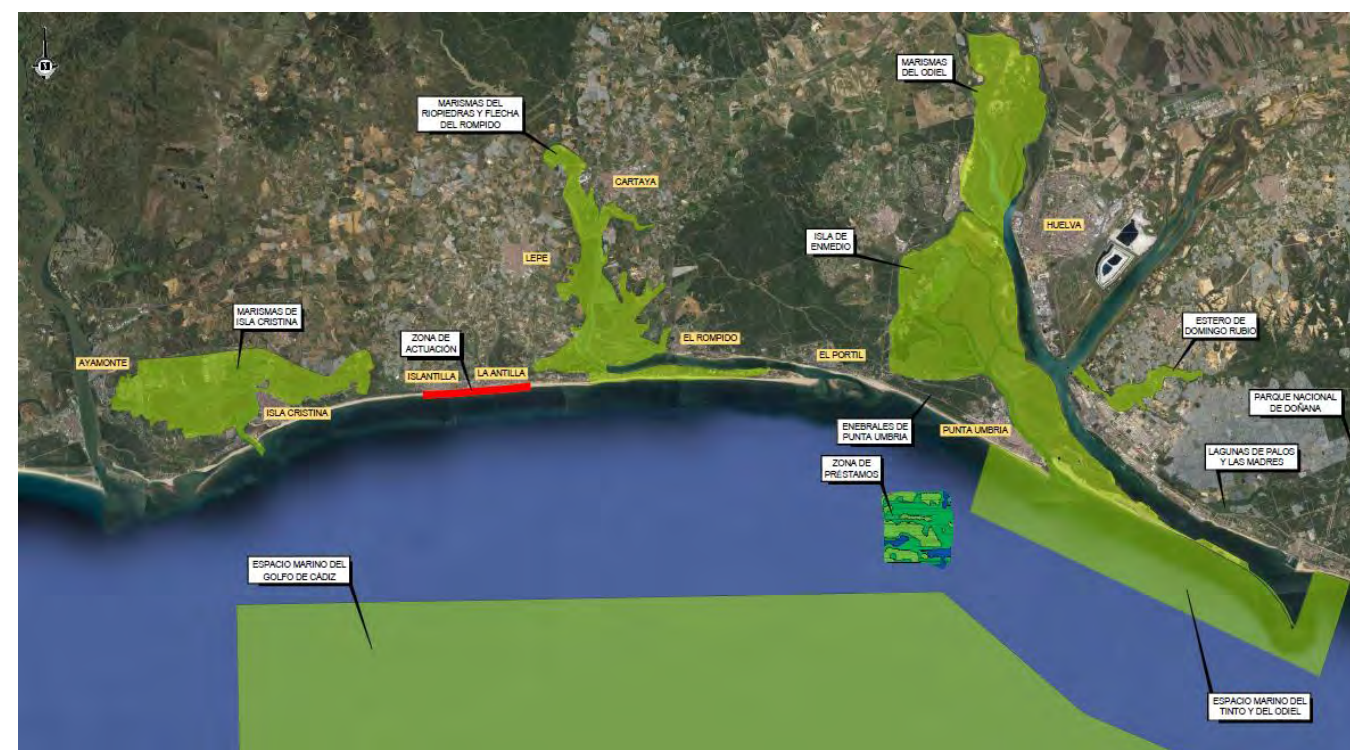 MARISMAS
DEL ODIEL
MARISMAS DEL
RIOPIEDRAS Y FLECHA
DEL ROMPIDO
CARTAYA
HUELVA
ISLA DE
ENMEDIO
LEPE
MARISMAS DE
ISLA CRISTINA
ESTERO DE
DOMINGO RUBIO
ZONA DE
ACTUACIÓN
EL ROMPIDO
EL PORTIL
AYAMONTE
ISLANTILLA
LA ANTILLA
PARQUE NACIONAL
DE DOÑANA
ISLA CRISTINA
ENEBRALES DE
PUNTA UMBRIA
PUNTA UMBRIA
LAGUNAS DE PALOS
Y LAS MADRES
ZONA DE
PRÉSTAMOS
ESPACIO MARINO DEL
GOLFO DE CÁDIZ
ESPACIO MARINO DEL
TINTO Y DEL ODIEL